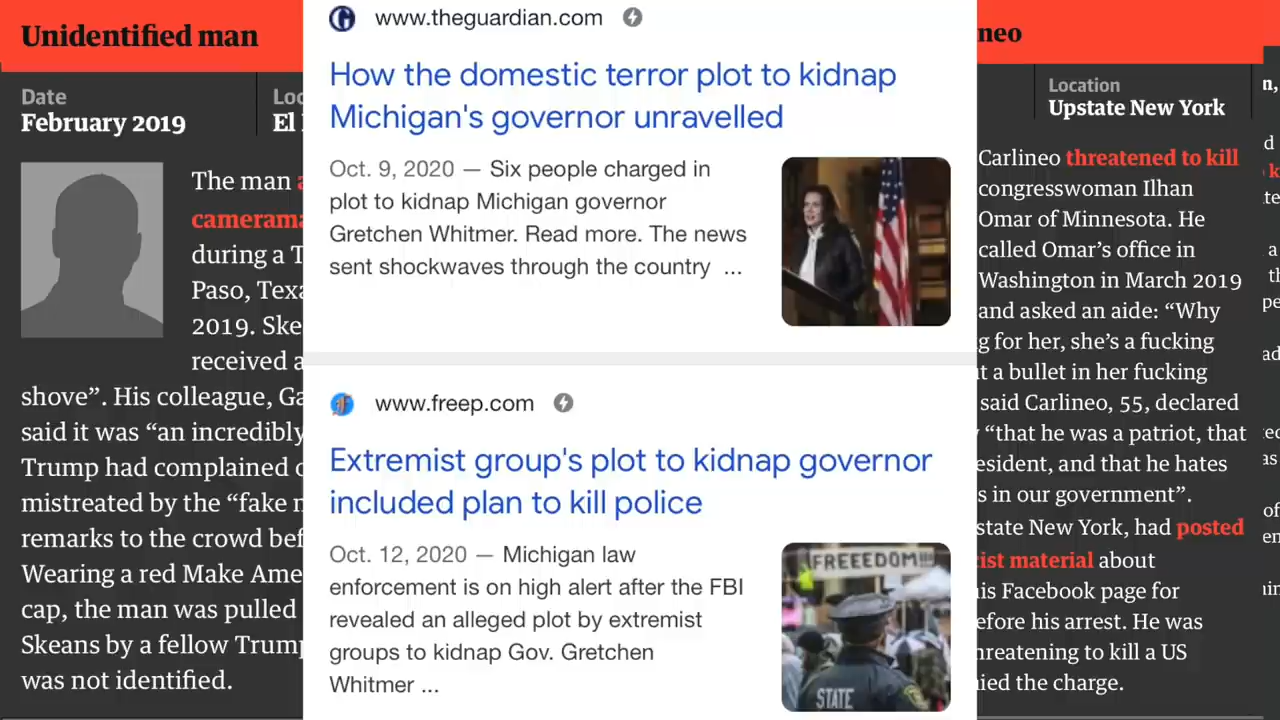 Unidentified man
Date
February 2019
El
The man
cameram
during a T
Paso, Texa
2019. Ske
received a
shove”. His colleague, Ga
said it was “an incredibly
Trump had complained
mistreated by the “fake
remarks to the crowd bef
Wearing a red Make Ame
cap, the man was pulled
Skeans by a fellow Trump
was not identified.
www.theguardian.com
How the domestic terror plot to kidnap
Michigan's governor unravelled
Oct. 9, 2020 — Six people charged in
plot to kidnap Michigan governor
Gretchen Whitmer. Read more. The news
sent shockwaves through the country ...
www.freep.com
Extremist group's plot to kidnap governor
included plan to kill police
Oct. 12, 2020 — Michigan law
enforcement is on high alert after the FBI
revealed an alleged plot by extremist
groups to kidnap Gov. Gretchen
Whitmer ...
FREEEDOM!!!
STATE
neo
Location
Upstate New York
Carlineo threatened to kill
congresswoman Ilhan
Omar of Minnesota. He
called Omar’s office in
Washington in March 2019
and asked an aide: “Why
g for her, she’s a fucking
t a bullet in her fucking
said Carlineo, 55, declared
“that he was a patriot, that
esident, and that he hates
s in our government”.
state New York, had posted
ist material about
is Facebook page for
efore his arrest. He was
hreatening to kill a US
nied the charge.